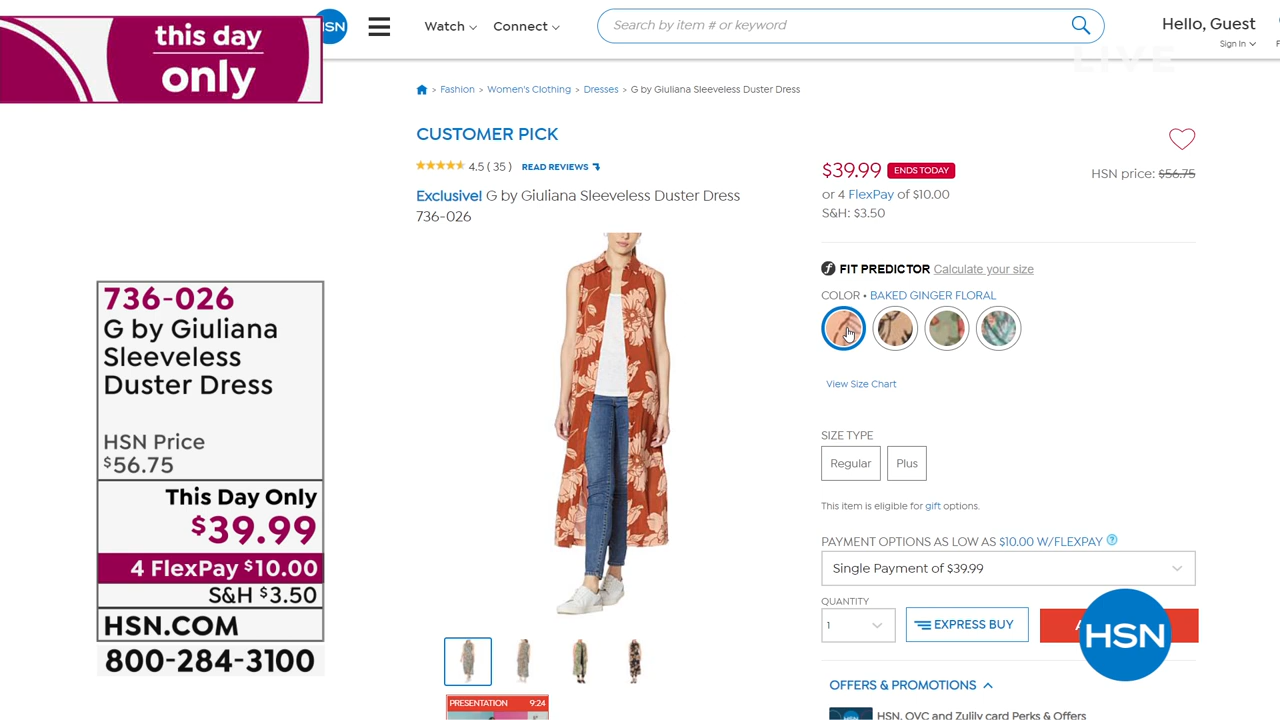 this day
only
HSN
Watch
Connect
Search by item # or keyword
Hello, Guest
Sign In
LIVE
> Fashion > Women's Clothing > Dresses > G by Giuliana Sleeveless Duster Dress
CUSTOMER PICK
4.5 ( 35 ) READ REVIEWS
Exclusive! G by Giuliana Sleeveless Duster Dress
736-026
$39.99 ENDS TODAY
HSN price: $56.75
or 4 FlexPay of $10.00
S&H: $3.50
FIT PREDICTOR Calculate your size
COLOR • BAKED GINGER FLORAL
View Size Chart
SIZE TYPE
Regular
Plus
This item is eligible for gift options.
PAYMENT OPTIONS AS LOW AS $10.00 W/FLEXPAY ?
Single Payment of $39.99
QUANTITY
1
EXPRESS BUY
HSN
OFFERS & PROMOTIONS
HSN, QVC and Zulily card Perks & Offers
PRESENTATION 9:24
736-026
G by Giuliana
Sleeveless
Duster Dress
HSN Price
$56.75
This Day Only
$39.99
4 FlexPay $10.00
S&H $3.50
HSN.COM
800-284-3100